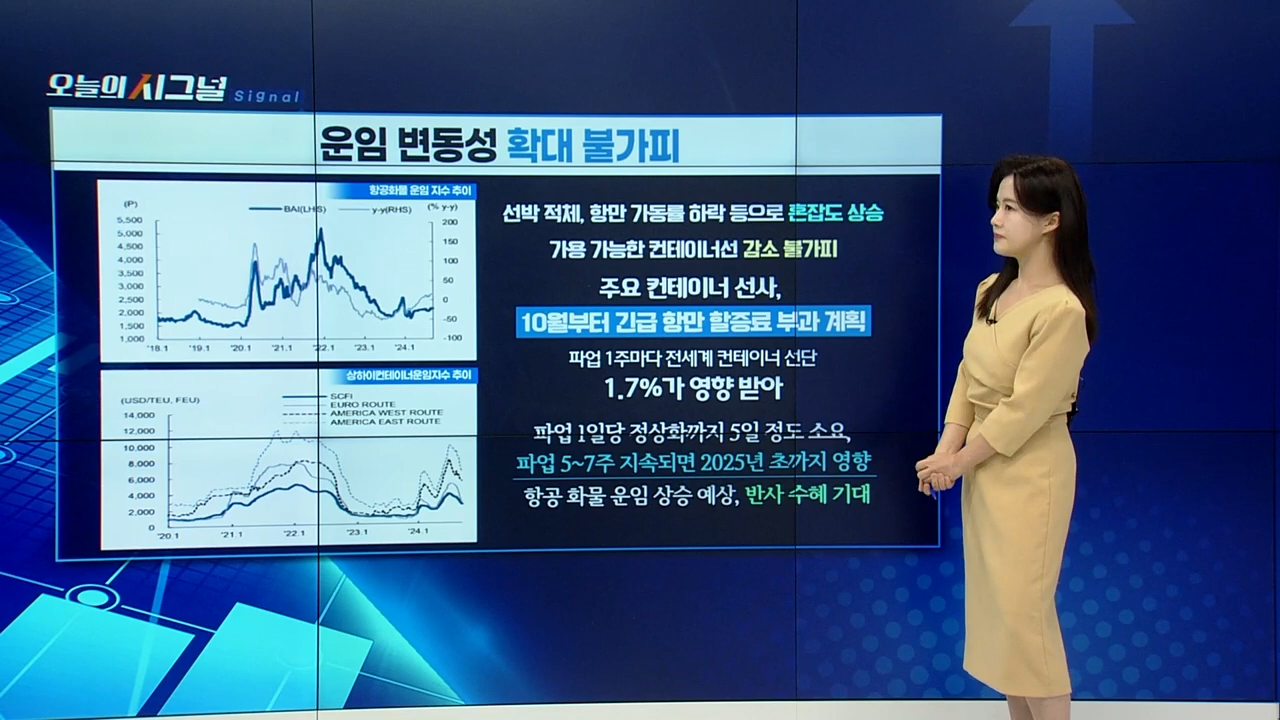 오늘의 시그널 Signal
운임 변동성 확대 불가피
항공화물 운임 지수 추이
(P)
BAI(LHS)
y-y(RHS)
(% y-y)
5,500
5,000
4,500
4,000
3,500
3,000
2,500
2,000
1,500
1,000
200
150
100
50
0
-50
-100
'18.1 '19.1 '20.1 '21.1 '22.1 '23.1 '24.1
상하이컨테이너운임지수 추이
(USD/TEU, FEU)
SCFI
EURO ROUTE
AMERICA WEST ROUTE
AMERICA EAST ROUTE
14,000
12,000
10,000
8,000
6,000
4,000
2,000
0
'20.1 '21.1 '22.1 '23.1 '24.1
선박 적체, 항만 가동률 하락 등으로 혼잡도 상승
가용 가능한 컨테이너선 감소 불가피
주요 컨테이너 선사,
10월부터 긴급 항만 할증료 부과 계획
파업 1주마다 전세계 컨테이너 선단
1.7%가 영향 받아
파업 1일당 정상화까지 5일 정도 소요,
파업 5~7주 지속되면 2025년 초까지 영향
항공 화물 운임 상승 예상, 반사 수혜 기대